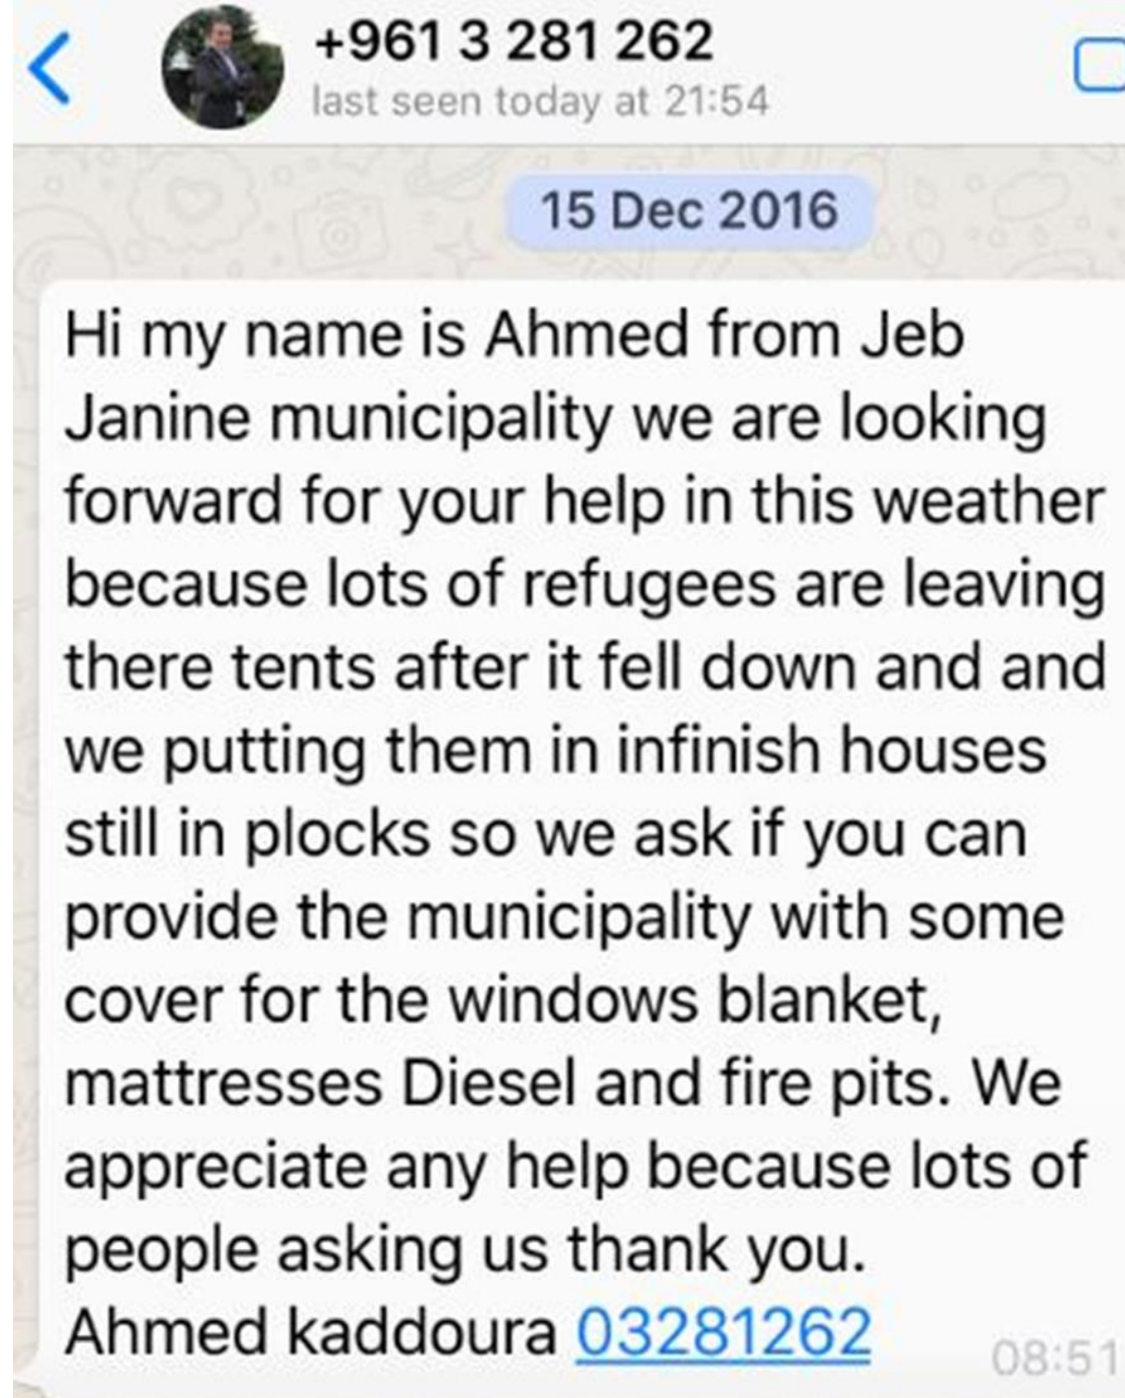 +961 3 281 262
last seen today at 21:54
15 Dec 2016
Hi my name is Ahmed from Jeb
Janine municipality we are looking
forward for your help in this weather
because lots of refugees are leaving
there tents after it fell down and and
we putting them in infinish houses
still in plocks so we ask if you can
provide the municipality with some
cover for the windows blanket,
mattresses Diesel and fire pits. We
appreciate any help because lots of
people asking us thank you.
Ahmed kaddoura 03281262
08:51